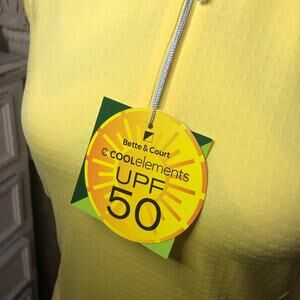 Bette & Court
COOLelements
UPF
50